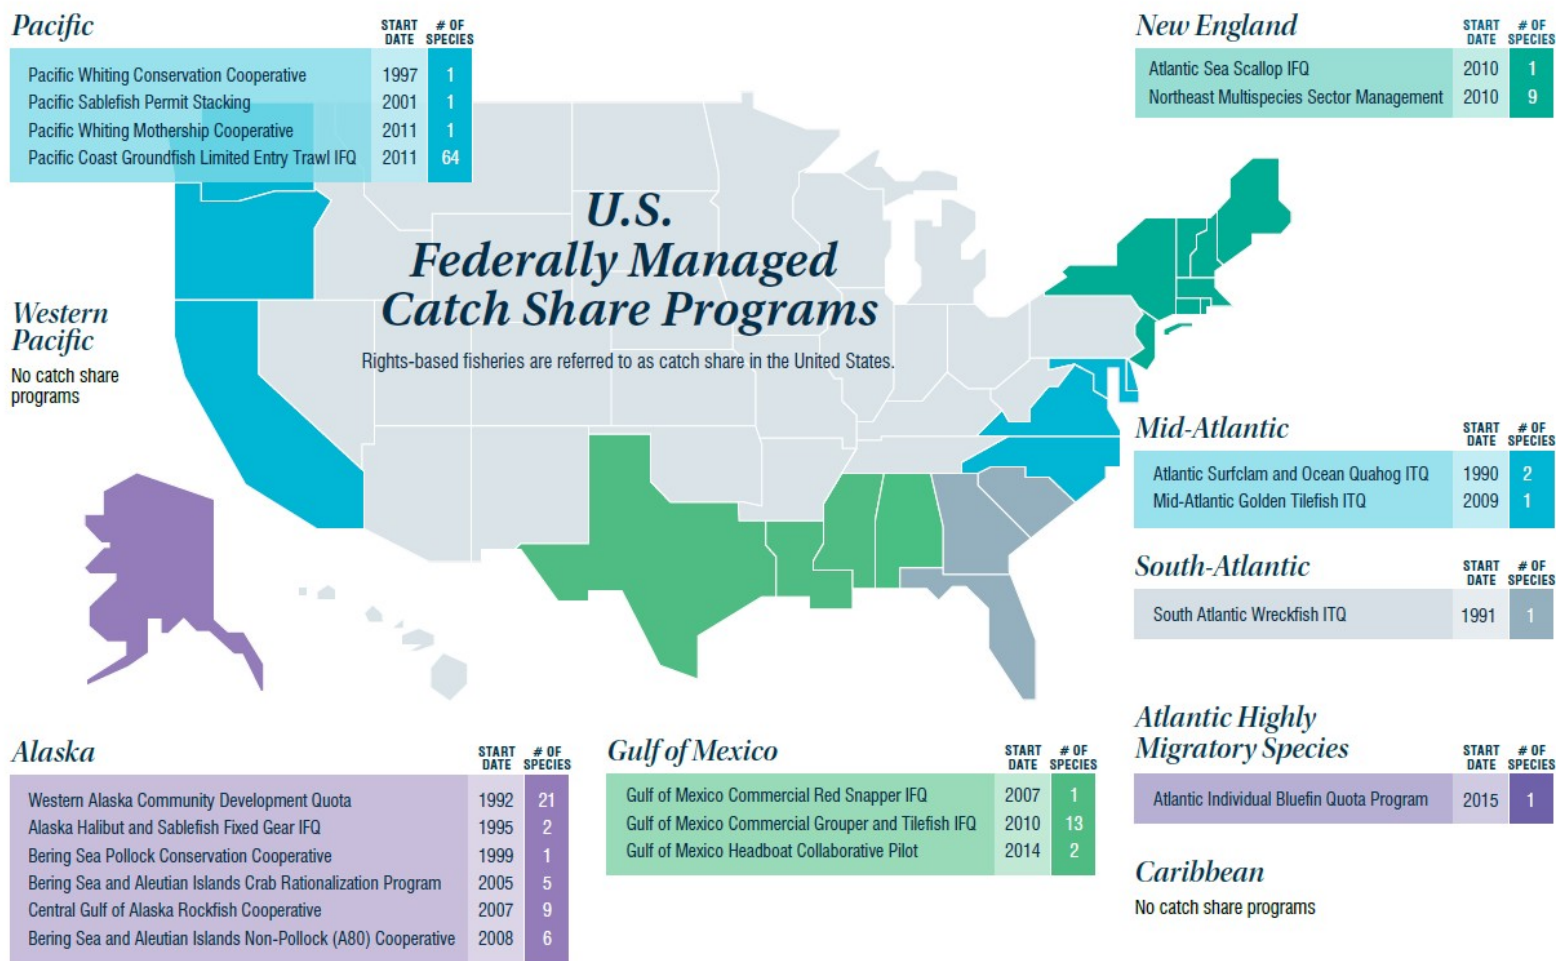 Pacific START # OF
DATE SPECIES
Pacific Whiting Conservation Cooperative 1997 1
Pacific Sablefish Permit Stacking 2001 1
Pacific Whiting Mothership Cooperative 2011 1
Pacific Coast Groundfish Limited Entry Trawl IFQ 2011 64
New England START # OF
DATE SPECIES
Atlantic Sea Scallop IFQ 2010 1
Northeast Multispecies Sector Management 2010 9
U.S.
Federally Managed
Catch Share Programs
Rights-based fisheries are referred to as catch share in the United States.
Western
Pacific
No catch share
programs
Mid-Atlantic START # OF
DATE SPECIES
Atlantic Surfclam and Ocean Quahog ITQ 1990 2
Mid-Atlantic Golden Tilefish ITQ 2009 1
South-Atlantic START # OF
DATE SPECIES
South Atlantic Wreckfish ITQ 1991 1
Alaska START # OF
DATE SPECIES
Western Alaska Community Development Quota 1992 21
Alaska Halibut and Sablefish Fixed Gear IFQ 1995 2
Bering Sea Pollock Conservation Cooperative 1999 1
Bering Sea and Aleutian Islands Crab Rationalization Program 2005 5
Central Gulf of Alaska Rockfish Cooperative 2007 9
Bering Sea and Aleutian Islands Non-Pollock (A80) Cooperative 2008 6
Gulf of Mexico START # OF
DATE SPECIES
Gulf of Mexico Commercial Red Snapper IFQ 2007 1
Gulf of Mexico Commercial Grouper and Tilefish IFQ 2010 13
Gulf of Mexico Headboat Collaborative Pilot 2014 2
Atlantic Highly
Migratory Species START # OF
DATE SPECIES
Atlantic Individual Bluefin Quota Program 2015 1
Caribbean
No catch share programs